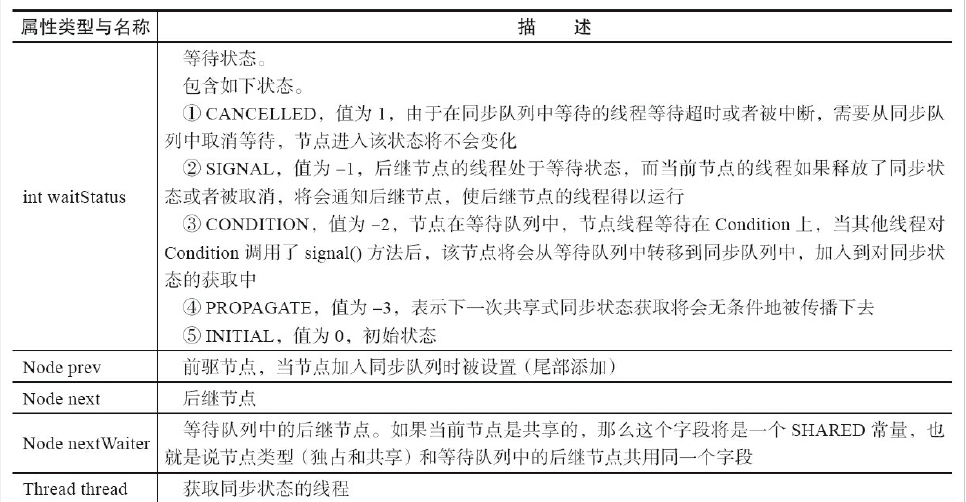 属性类型与名称 描 述
等待状态。
包含如下状态。
① CANCELLED，值为 1，由于在同步队列中等待的线程等待超时或者被中断，需要从同步队
列中取消等待，节点进入该状态将不会变化
② SIGNAL，值为 –1，后继节点的线程处于等待状态，而当前节点的线程如果释放了同步状
态或者被取消，将会通知后继节点，使后继节点的线程得以运行
int waitStatus
③ CONDITION，值为 –2，节点在等待队列中，节点线程等待在 Condition 上，当其他线程对
Condition 调用了 signal() 方法后，该节点将会从等待队列中转移到同步队列中，加入到对同步状
态的获取中
④ PROPAGATE，值为 –3，表示下一次共享式同步状态获取将会无条件地被传播下去
⑤ INITIAL，值为 0，初始状态
Node prev 前驱节点，当节点加入同步队列时被设置（尾部添加）
Node next 后继节点
Node nextWaiter 等待队列中的后继节点。如果当前节点是共享的，那么这个字段将是一个 SHARED 常量，也
就是说节点类型（独占和共享）和等待队列中的后继节点共用同一个字段
Thread thread 获取同步状态的线程